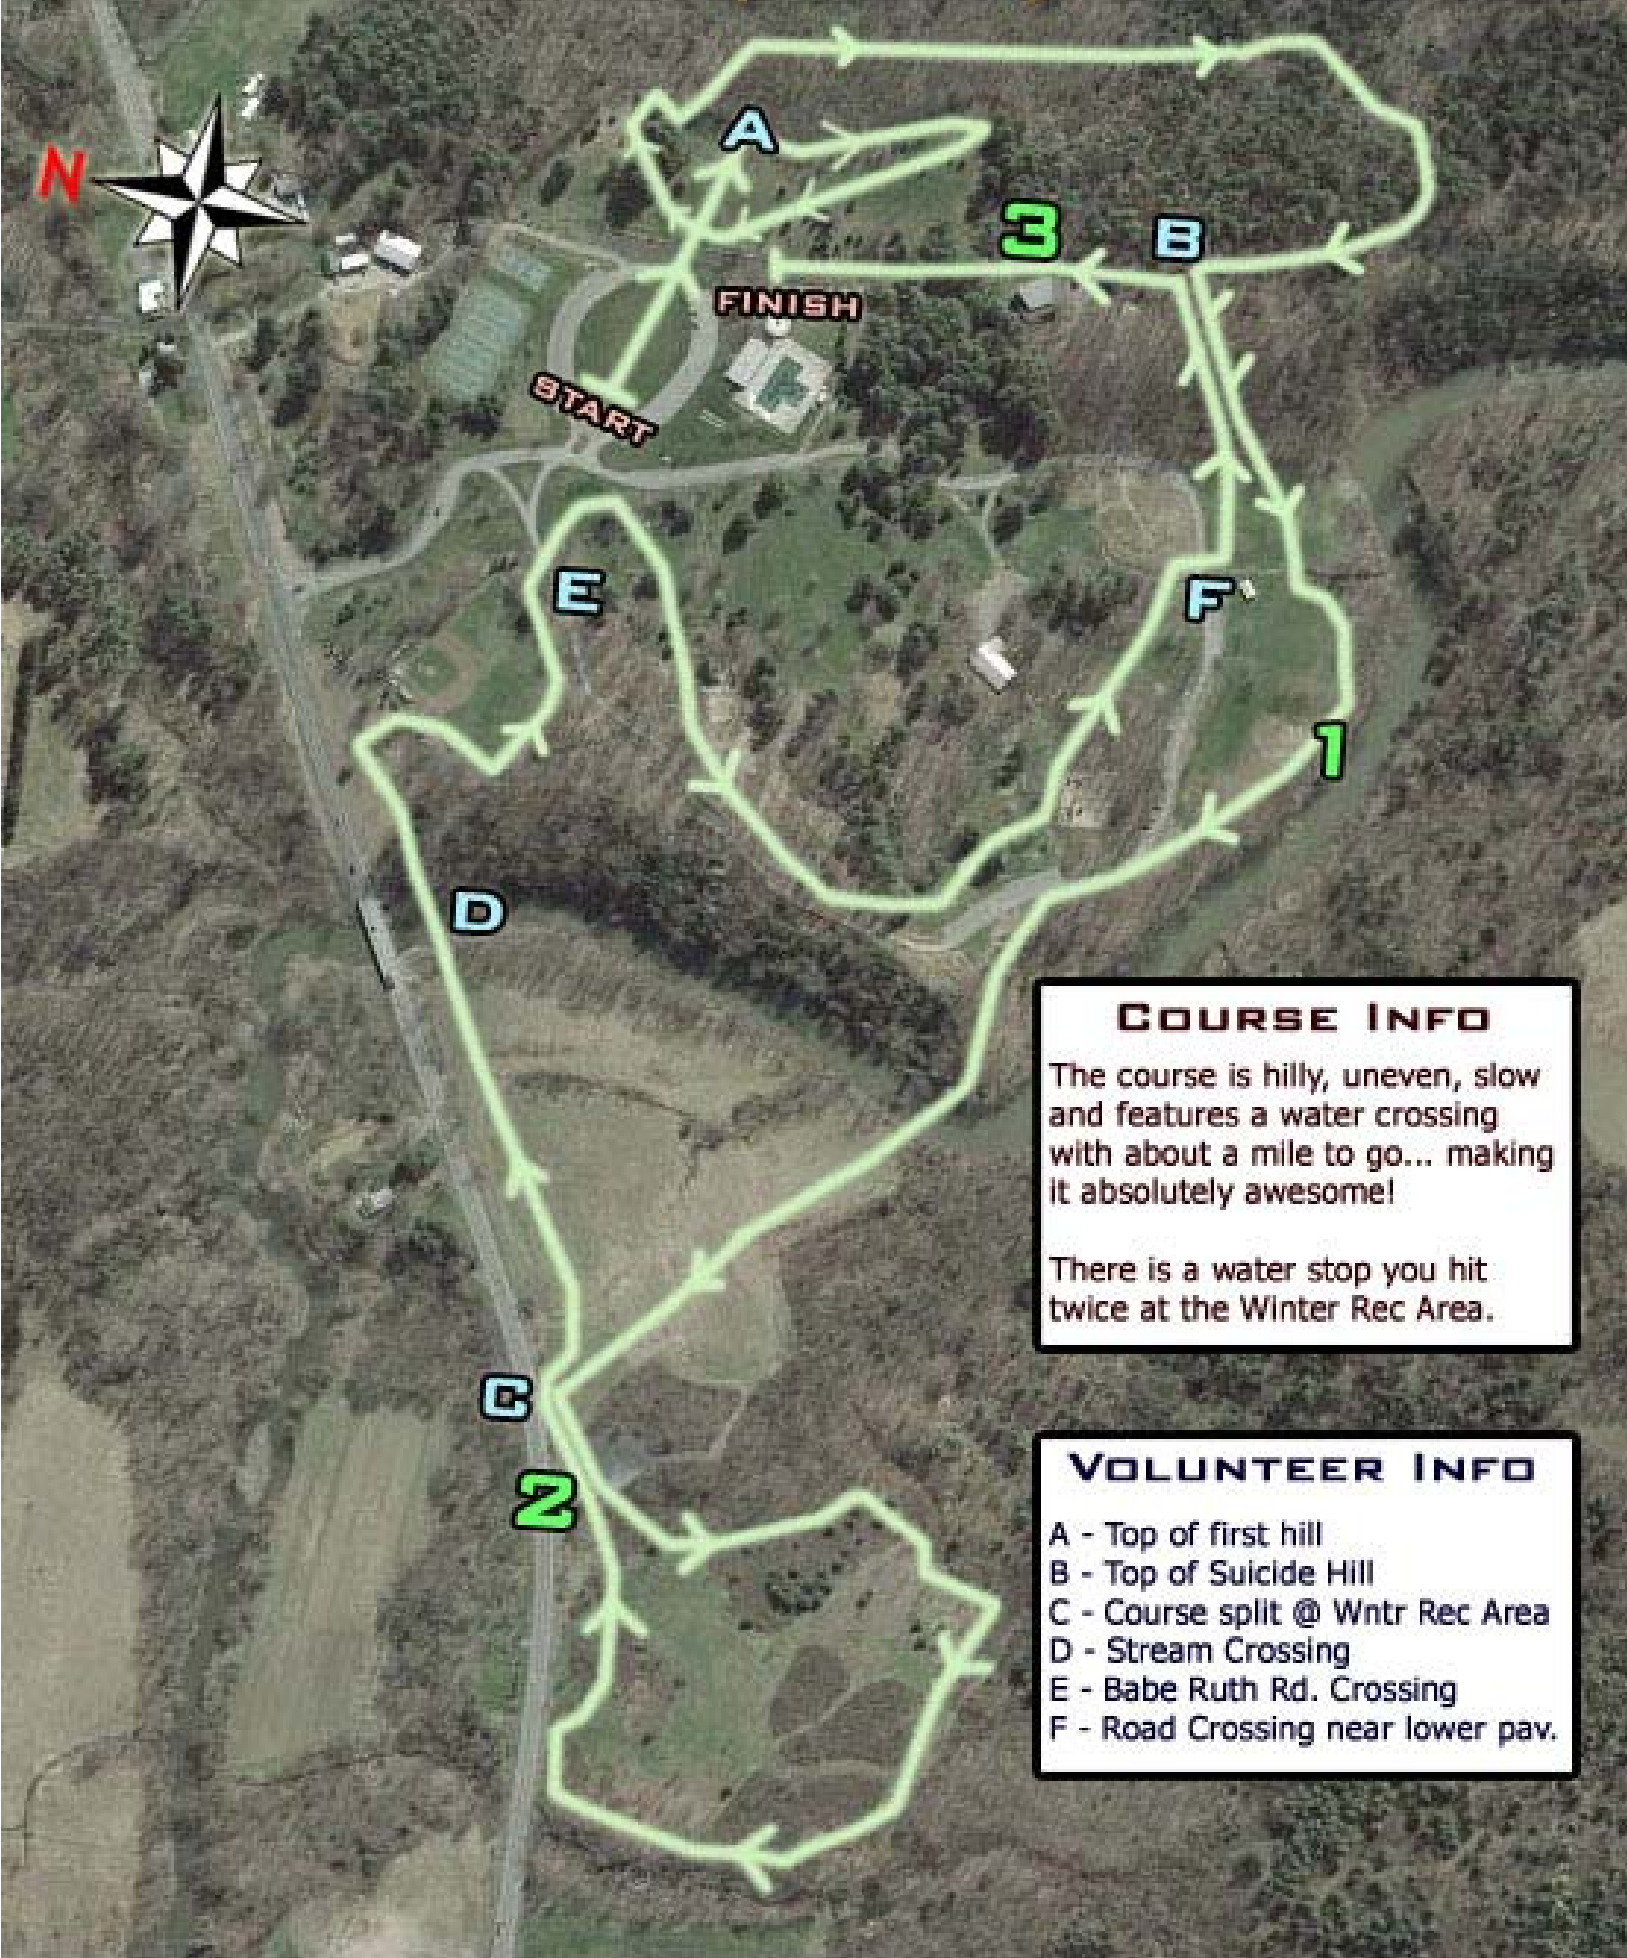 N
A
3
B
FINISH
START
E
F
1
D
COURSE INFO
The course is hilly, uneven, slow
and features a water crossing
with about a mile to go... making
it absolutely awesome!
There is a water stop you hit
twice at the Winter Rec Area.
C
2
VOLUNTEER INFO
A - Top of first hill
B - Top of Suicide Hill
C - Course split @ Wntr Rec Area
D - Stream Crossing
E - Babe Ruth Rd. Crossing
F - Road Crossing near lower pav.